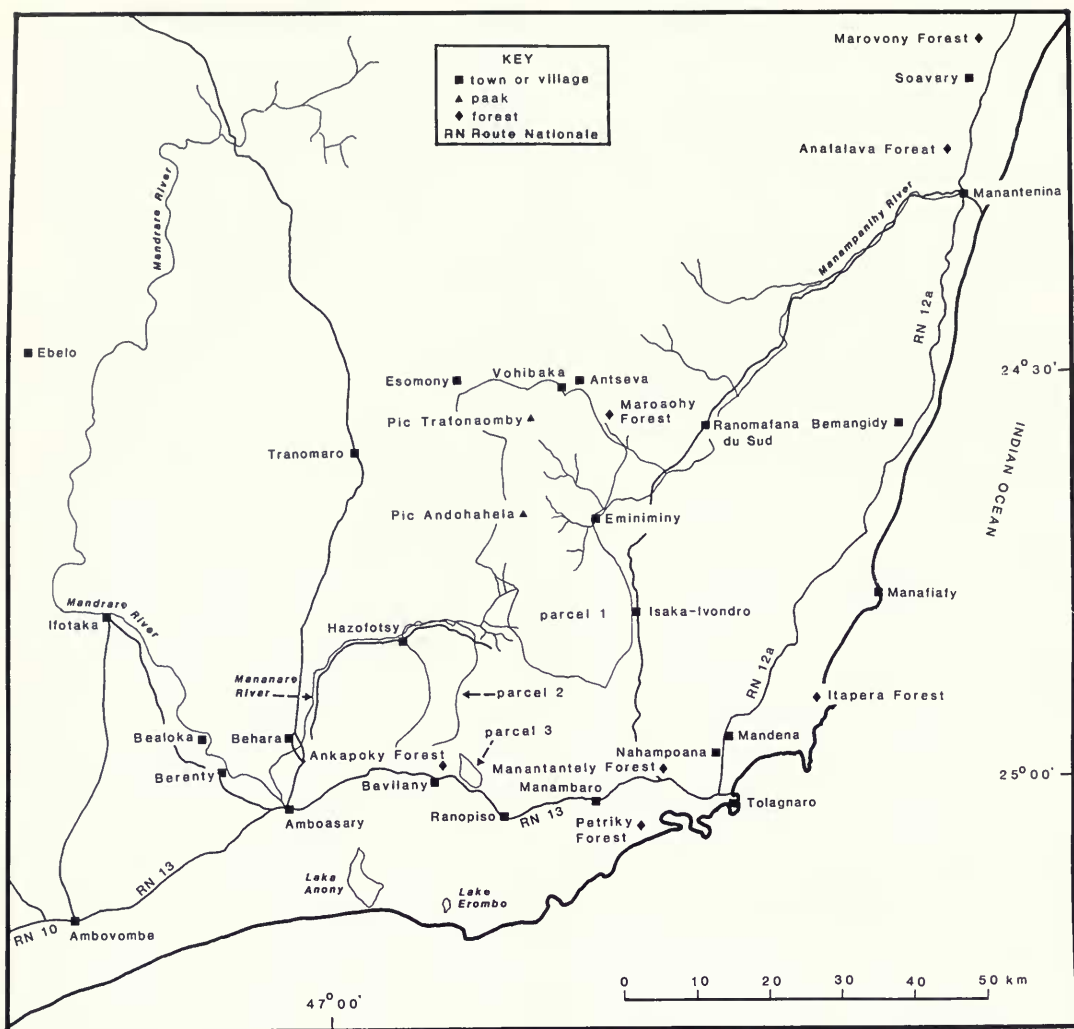 KEY
■ town or village
▲ paak
◆ forest
RN Route Nationale
Marovony Forest
Soavary
Analalava Foreat
Manantenina
Mandrare River
Manampanihy River
RN 12a
Ebelo
24° 30
Esomony
Vohibaka
Antseva
Pic Trafonaomby
Maroaohy
Forest
Ranomafana
du Sud
Bemangidy
INDIAN OCEAN
Tranomaro
Pic Andohahela
Eminiminy
Manafiafy
Mandrare
River
Ifotaka
parcel 1
Isaka-Ivondro
Hazofotsy
Mananare
River
parcel 2
RN 12a
Itapera Forest
parcel 3
Bealoka
Behara
Mandena
Ankapoky Forest
Nahampoana
Berenty
Manantantely Forest
25° 00
Bevilany
Manambaro
Tolagnaro
Amboasary
Ranopiso
RN 13
Petriky
Forest
RN 13
Laka
Anony
Lake
Erombo
RN 10
Ambovombe
0 10 20 30 40 50 km
47° 00'